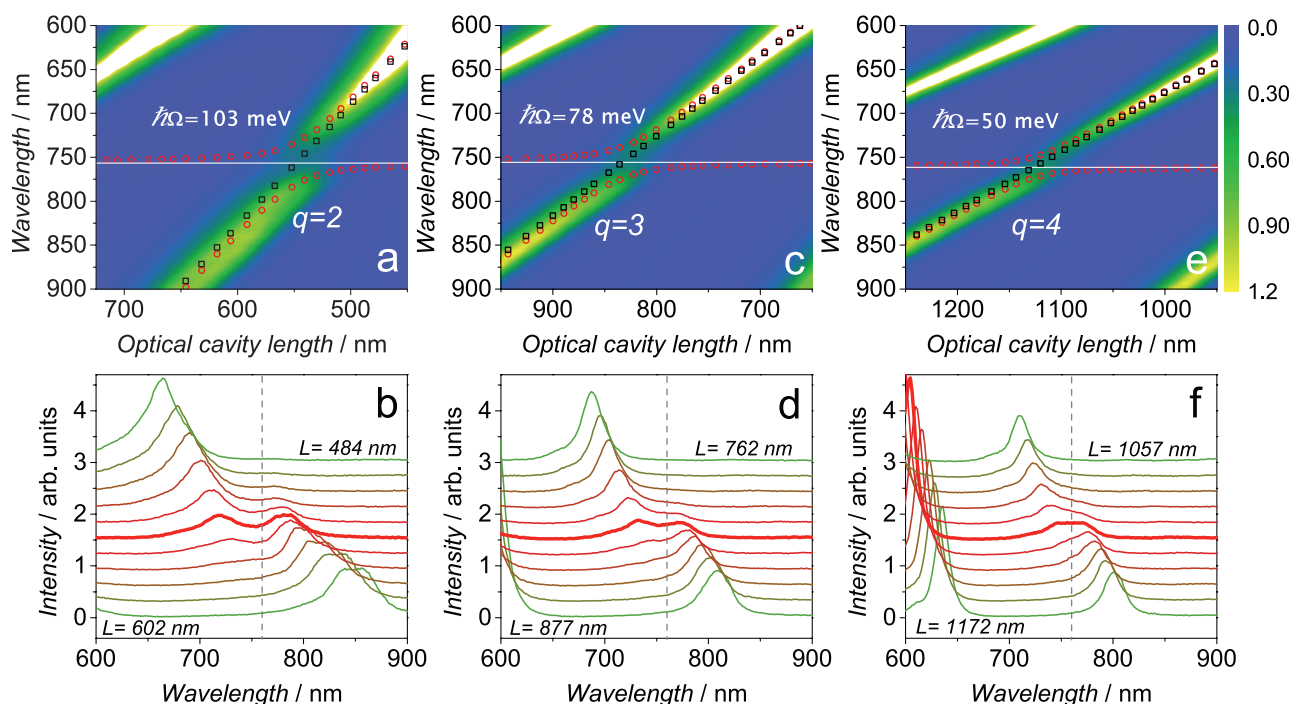 600
650
700
750
800
850
900
Wavelength / nm
ℏΩ=103 meV
q=2
a
700
600
500
Optical cavity length / nm
600
650
700
750
800
850
900
Wavelength / nm
ℏΩ=78 meV
q=3
c
900
800
700
Optical cavity length / nm
600
650
700
750
800
850
900
Wavelength / nm
ℏΩ=50 meV
q=4
e
1200
1100
1000
Optical cavity length / nm
0.0
0.30
0.60
0.90
1.2
4
3
2
1
0
Intensity / arb. units
b
L= 484 nm
L= 602 nm
600
700
800
900
Wavelength / nm
4
3
2
1
0
Intensity / arb. units
d
L= 762 nm
L= 877 nm
600
700
800
900
Wavelength / nm
4
3
2
1
0
Intensity / arb. units
f
L= 1057 nm
L= 1172 nm
600
700
800
900
Wavelength / nm